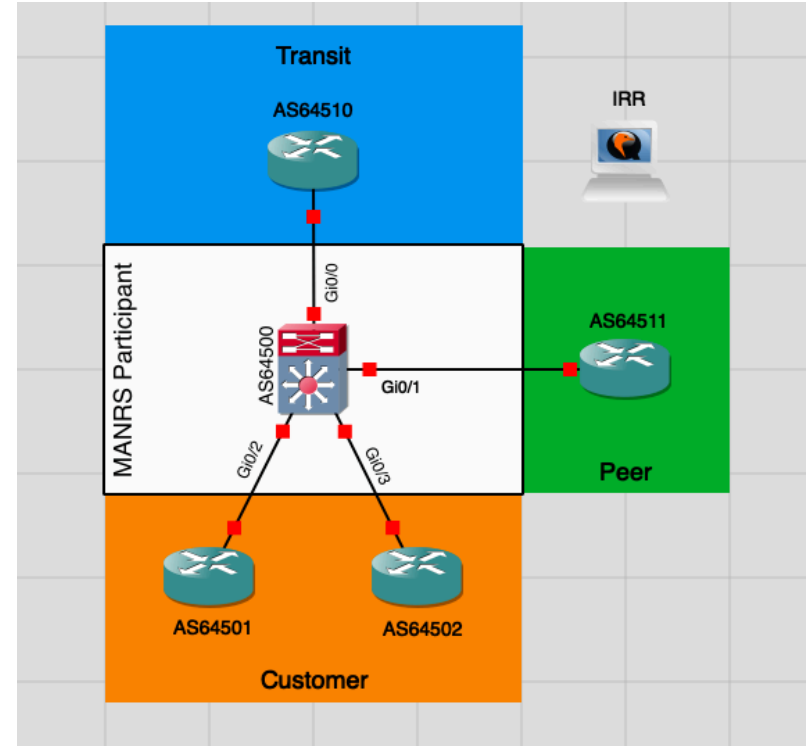 Transit
AS64510
IRR
Gi0/0
MANRS Participant
AS64500
AS64511
Gi0/1
Gi0/2
Gi0/3
Peer
AS64501
AS64502
Customer